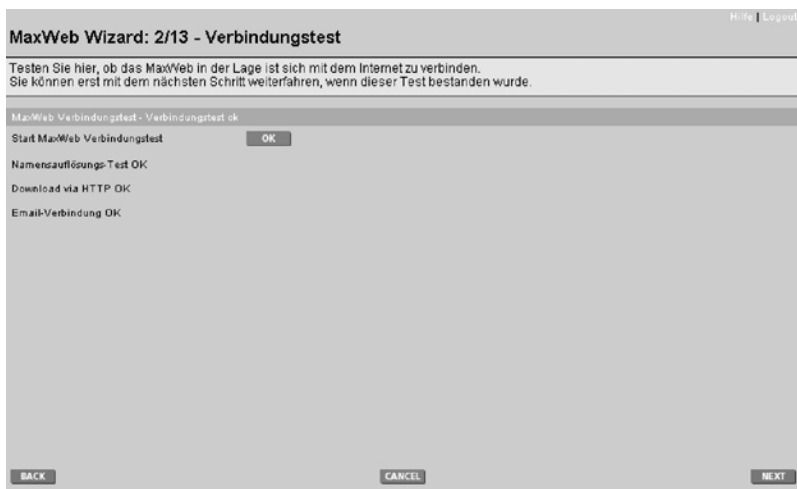 Hilfe | Logout
MaxWeb Wizard: 2/13 - Verbindungstest
Testen Sie hier, ob das MaxWeb in der Lage ist sich mit dem Internet zu verbinden.
Sie können erst mit dem nächsten Schritt weiterfahren, wenn dieser Test bestanden wurde.
MaxWeb Verbindungstest - Verbindungstest ok
Start MaxWeb Verbindungstest OK
Namensauflösungs-Test OK
Download via HTTP OK
Email-Verbindung OK
BACK CANCEL NEXT